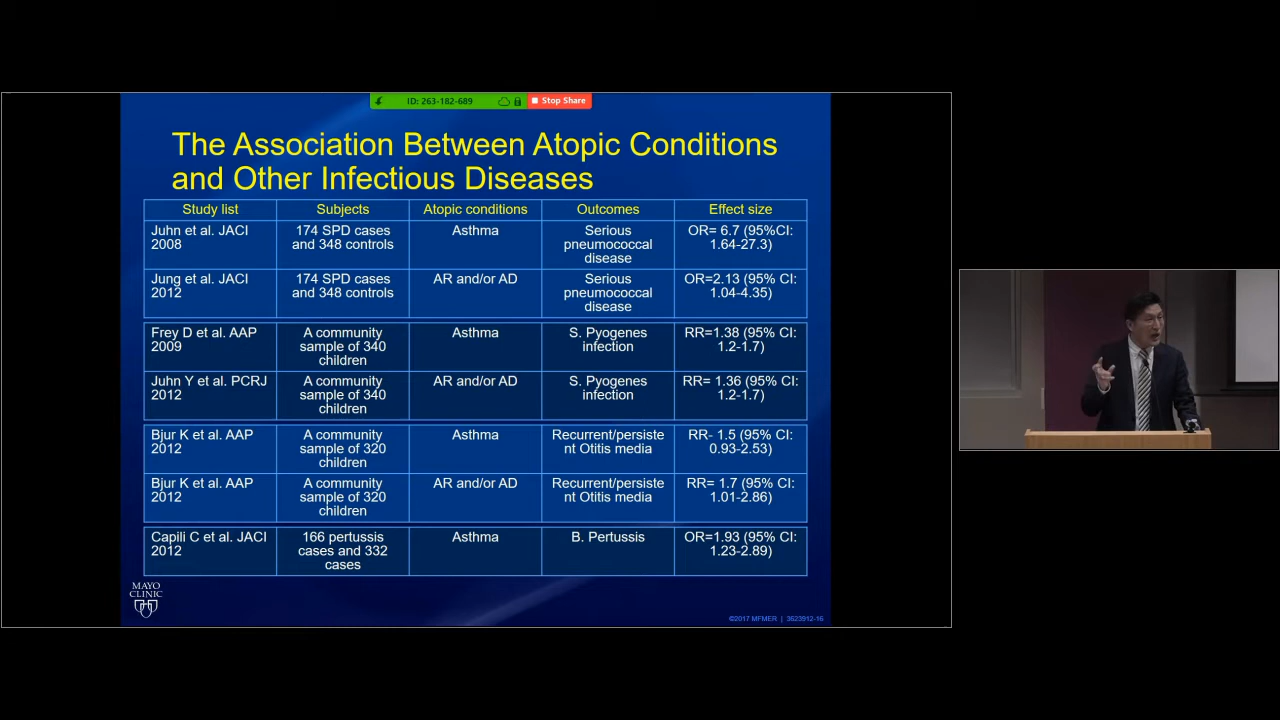 ID: 263-182-689
Stop Share
The Association Between Atopic Conditions
and Other Infectious Diseases
Study list
Subjects
Atopic conditions
Outcomes
Effect size
Juhn et al. JACI
2008
174 SPD cases
and 348 controls
Asthma
Serious
pneumococcal
disease
OR= 6.7 (95%CI:
1.64-27.3)
Jung et al. JACI
2012
174 SPD cases
and 348 controls
AR and/or AD
Serious
pneumococcal
disease
OR=2.13 (95% CI:
1.04-4.35)
Frey D et al. AAP
2009
A community
sample of 340
children
Asthma
S. Pyogenes
infection
RR=1.38 (95% CI:
1.2-1.7)
Juhn Y et al. PCRJ
2012
A community
sample of 340
children
AR and/or AD
S. Pyogenes
infection
RR= 1.36 (95% CI:
1.2-1.7)
Bjur K et al. AAP
2012
A community
sample of 320
children
Asthma
Recurrent/persiste
nt Otitis media
RR- 1.5 (95% CI:
0.93-2.53)
Bjur K et al. AAP
2012
A community
sample of 320
children
AR and/or AD
Recurrent/persiste
nt Otitis media
RR= 1.7 (95% CI:
1.01-2.86)
Capili C et al. JACI
2012
166 pertussis
cases and 332
cases
Asthma
B. Pertussis
OR=1.93 (95% CI:
1.23-2.89)
MAYO
CLINIC
©2017 MFMER | 3623912-16